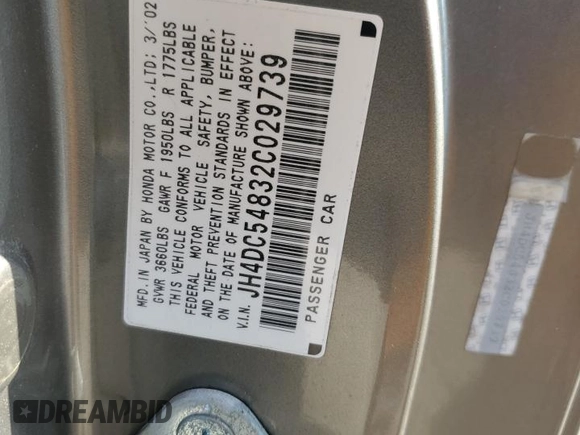 MFD. IN JAPAN BY HONDA MOTOR CO.,LTD; 3/'02
GVWR 3660LBS GAWR F 1950LBS R 1775LBS
THIS VEHICLE CONFORMS TO ALL APPLICABLE
FEDERAL MOTOR VEHICLE SAFETY, BUMPER,
AND THEFT PREVENTION STANDARDS IN EFFECT
ON THE DATE OF MANUFACTURE SHOWN ABOVE:
V.I.N. JH4DC54832C029739
PASSENGER CAR
DREAMBID